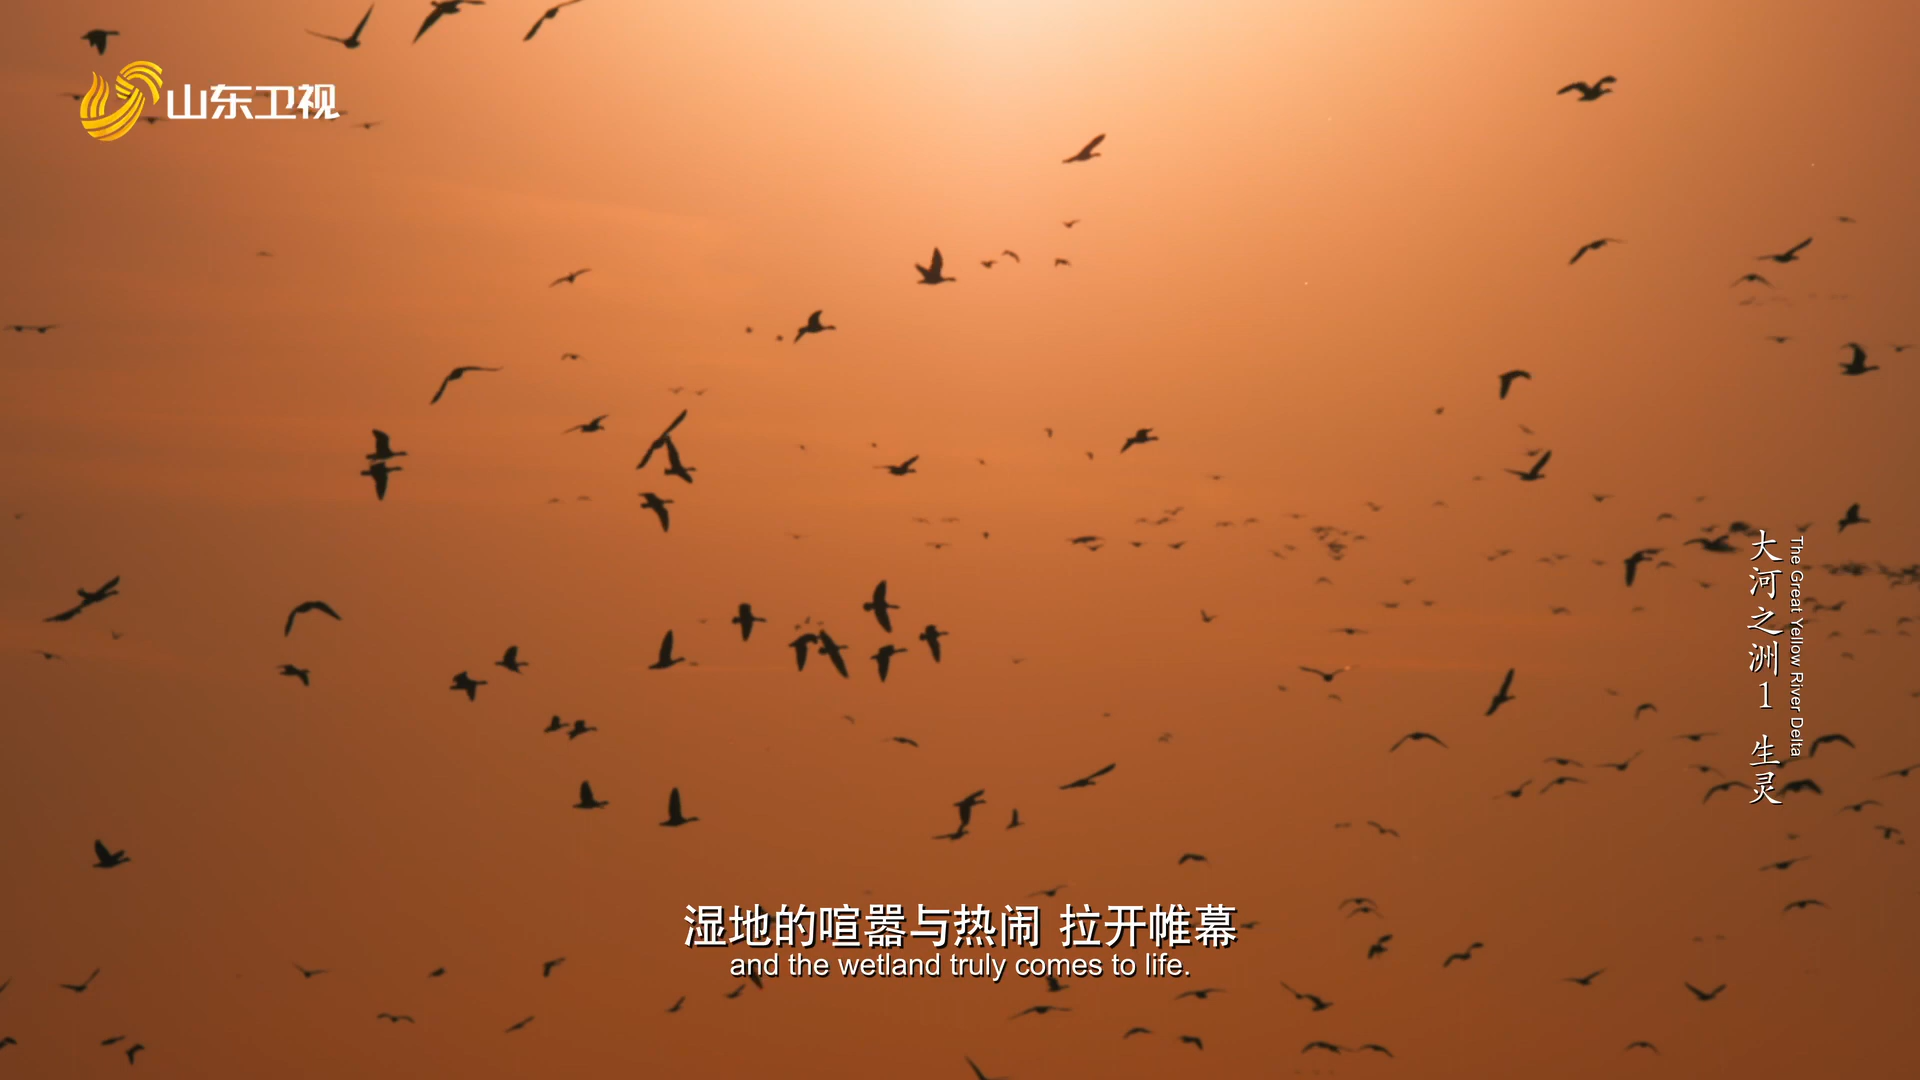 山东卫视
大河之洲1 生灵
The Great Yellow River Delta
湿地的喧嚣与热闹 拉开帷幕
and the wetland truly comes to life.